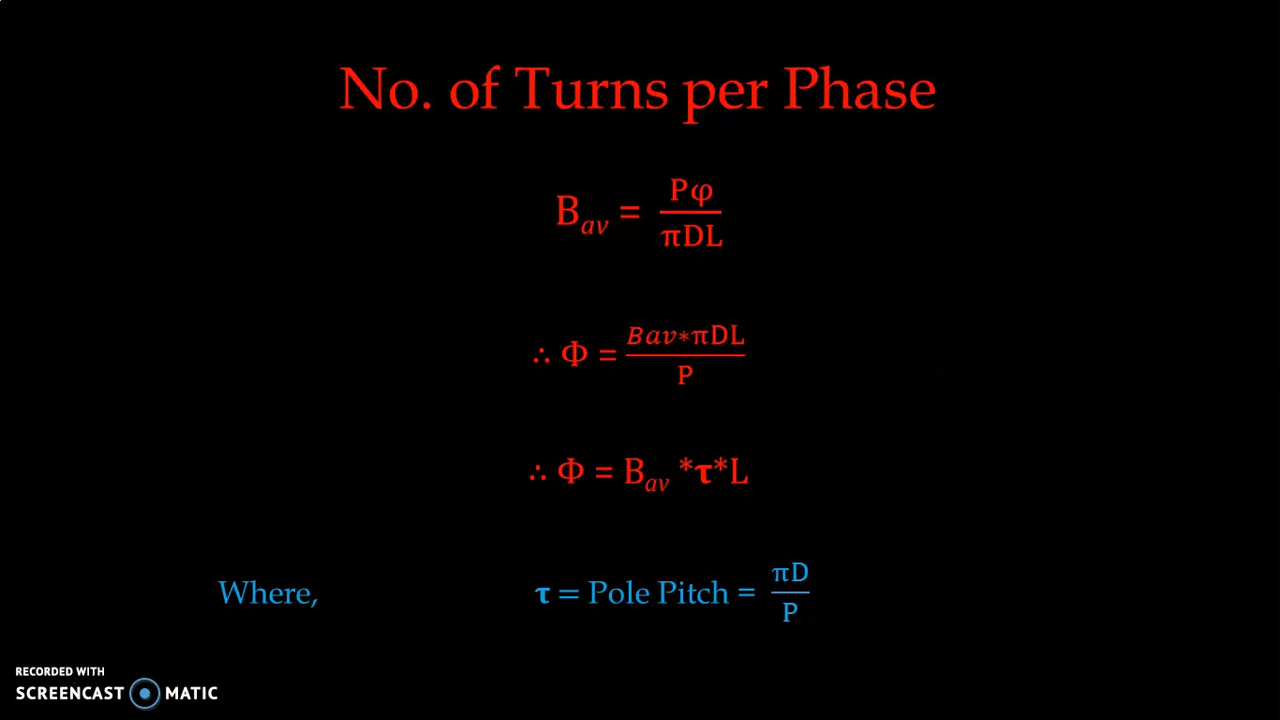 No. of Turns per Phase
B_av = Pφ/πDL
∴ Φ = Bav*πDL/P
∴ Φ = B_av *τ*L
Where, τ = Pole Pitch = πD/P
RECORDED WITH
SCREENCAST MATIC